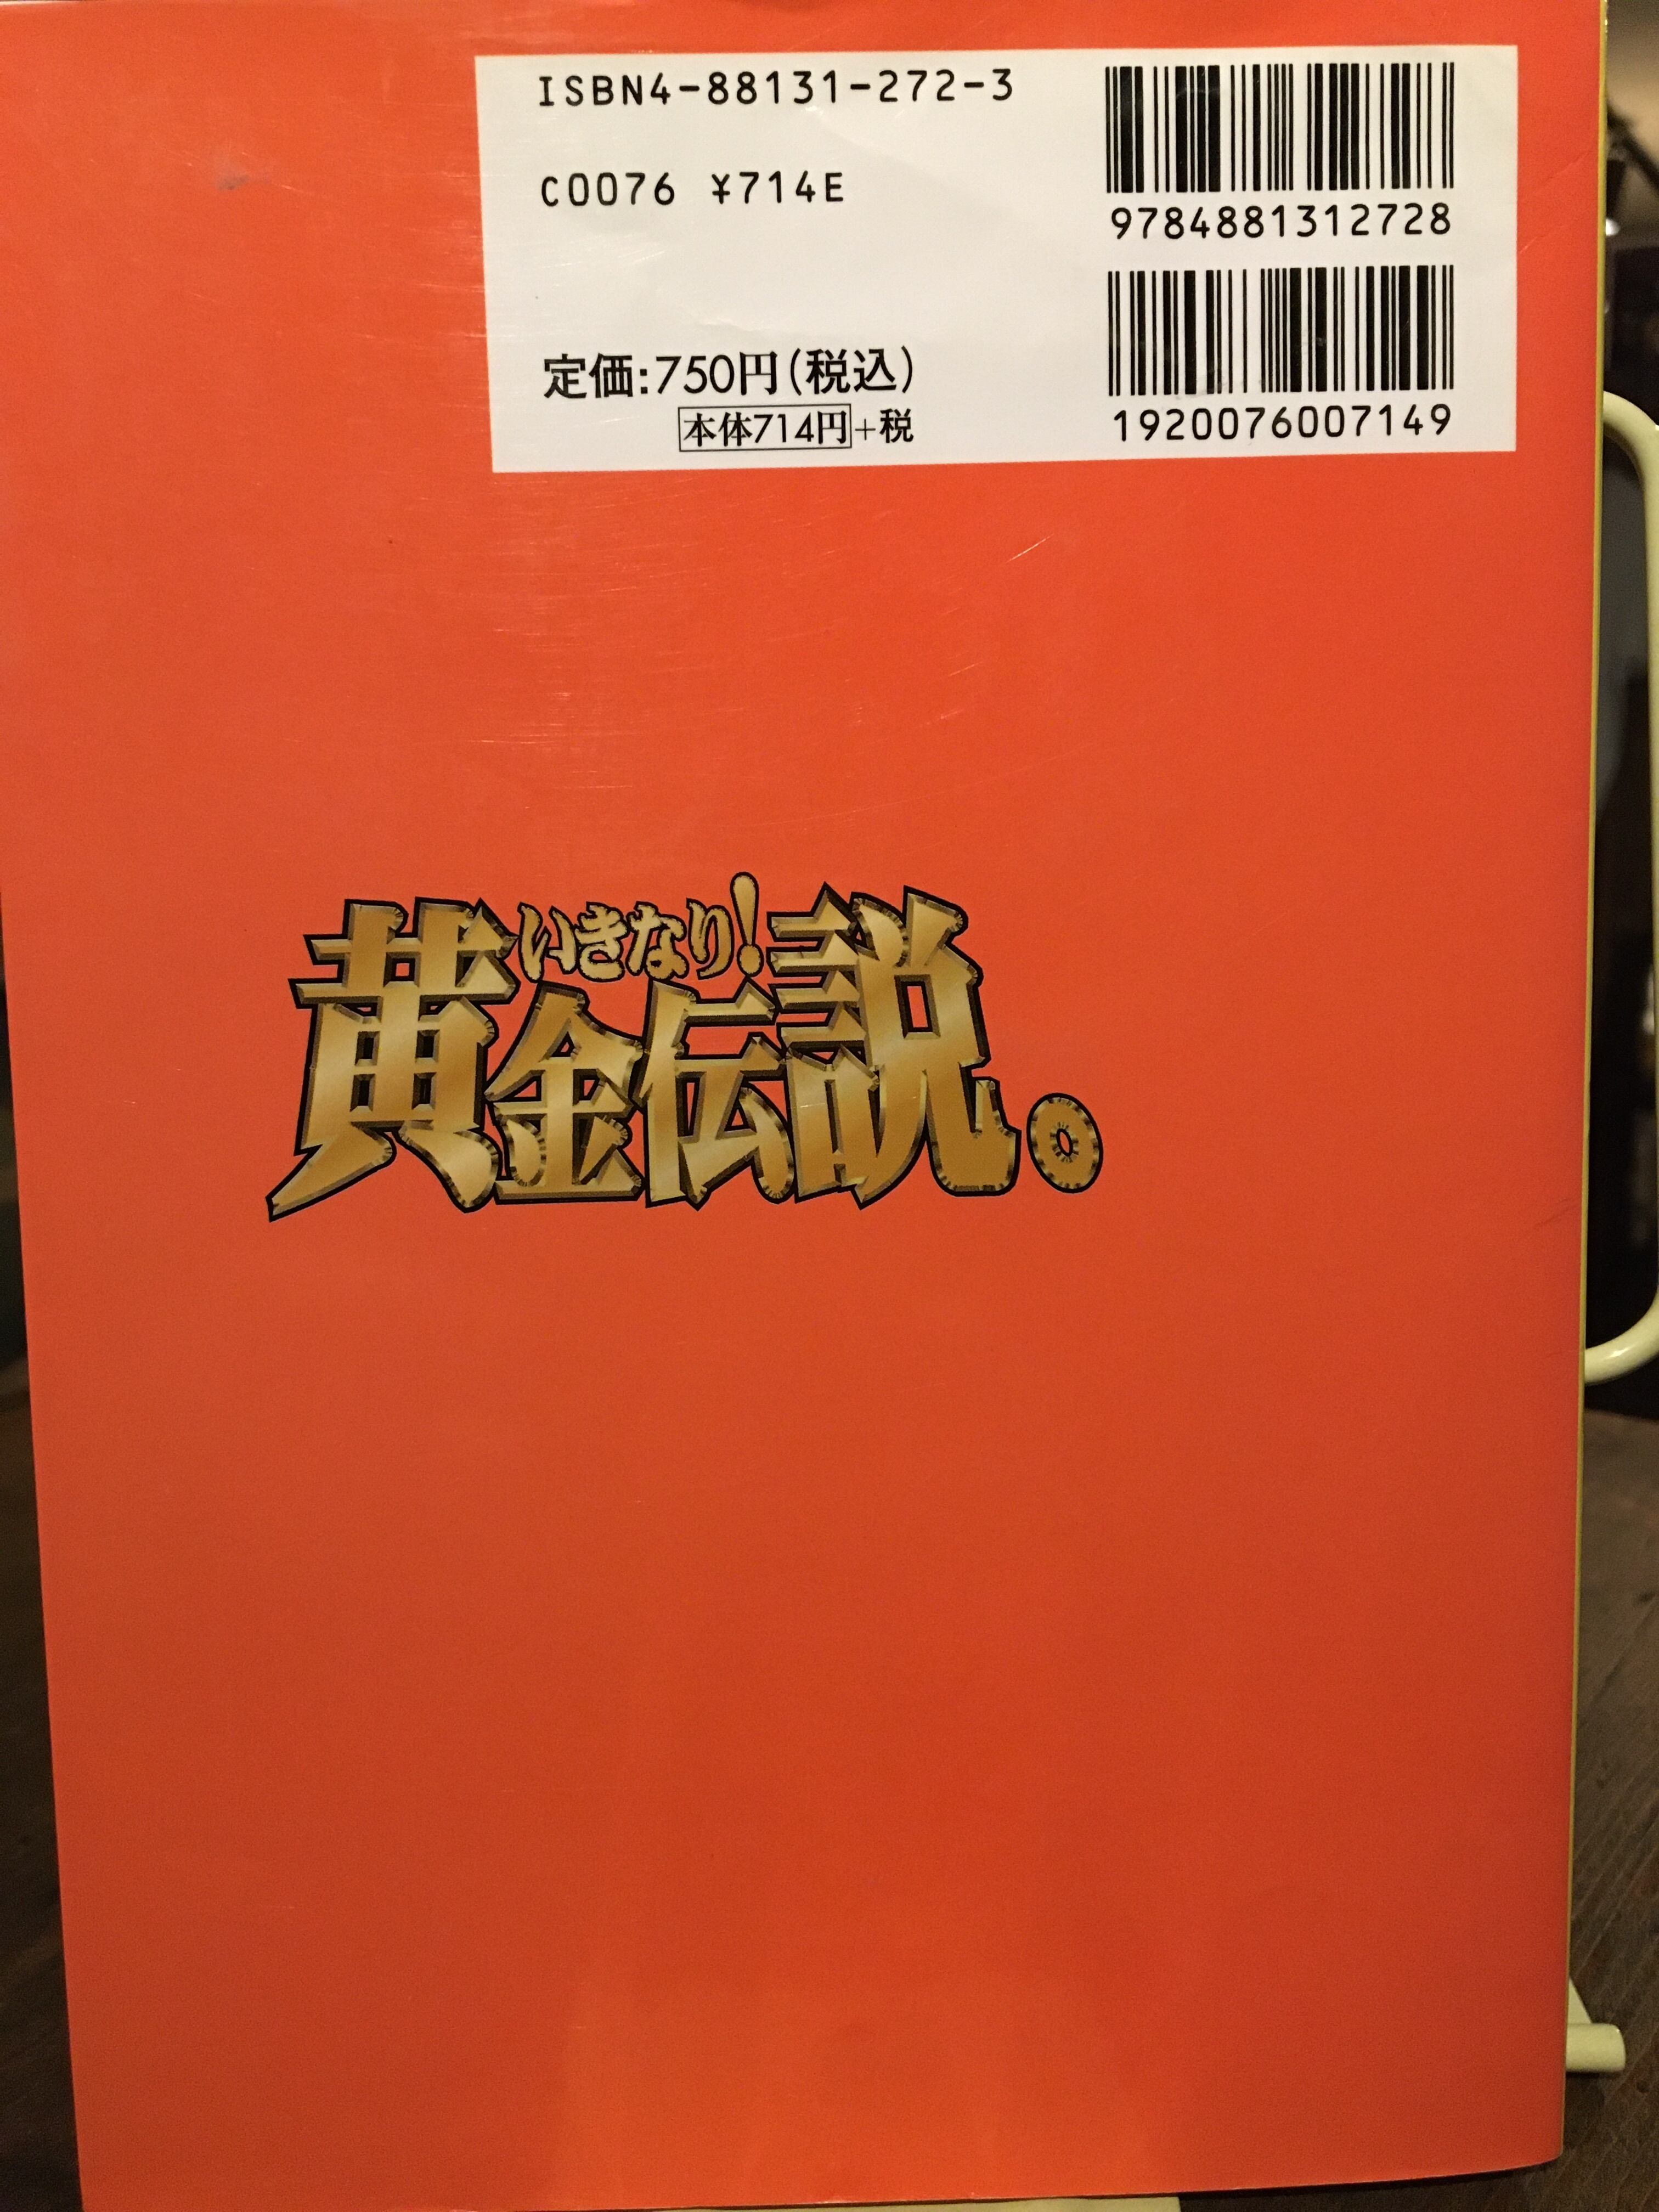 ISBN4-88131-272-3
C0076 ¥714E
9784881312728
定価:750円(税込)
本体714円+税
1920076007149
いきなり!
黄金伝説。